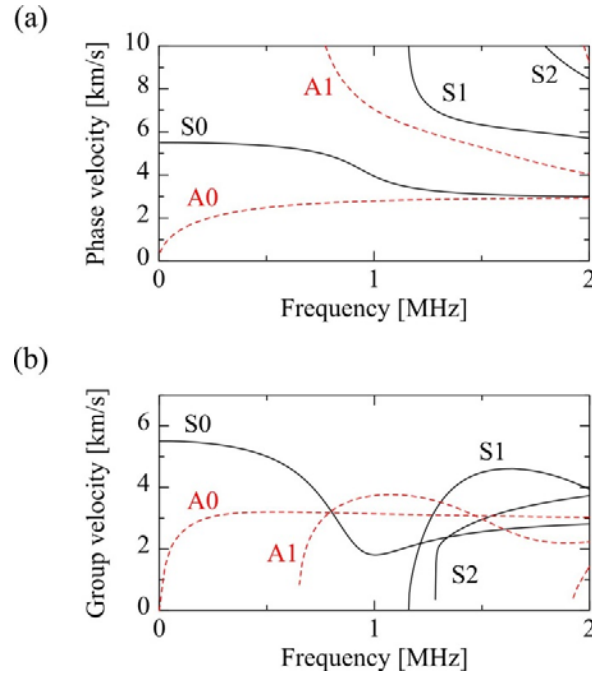 (a)
10
8
6
4
2
0
Phase velocity [km/s]
S0
A0
A1
S1
S2
0
1
2
Frequency [MHz]
(b)
6
4
2
0
Group velocity [km/s]
S0
A0
A1
S1
S2
0
1
2
Frequency [MHz]